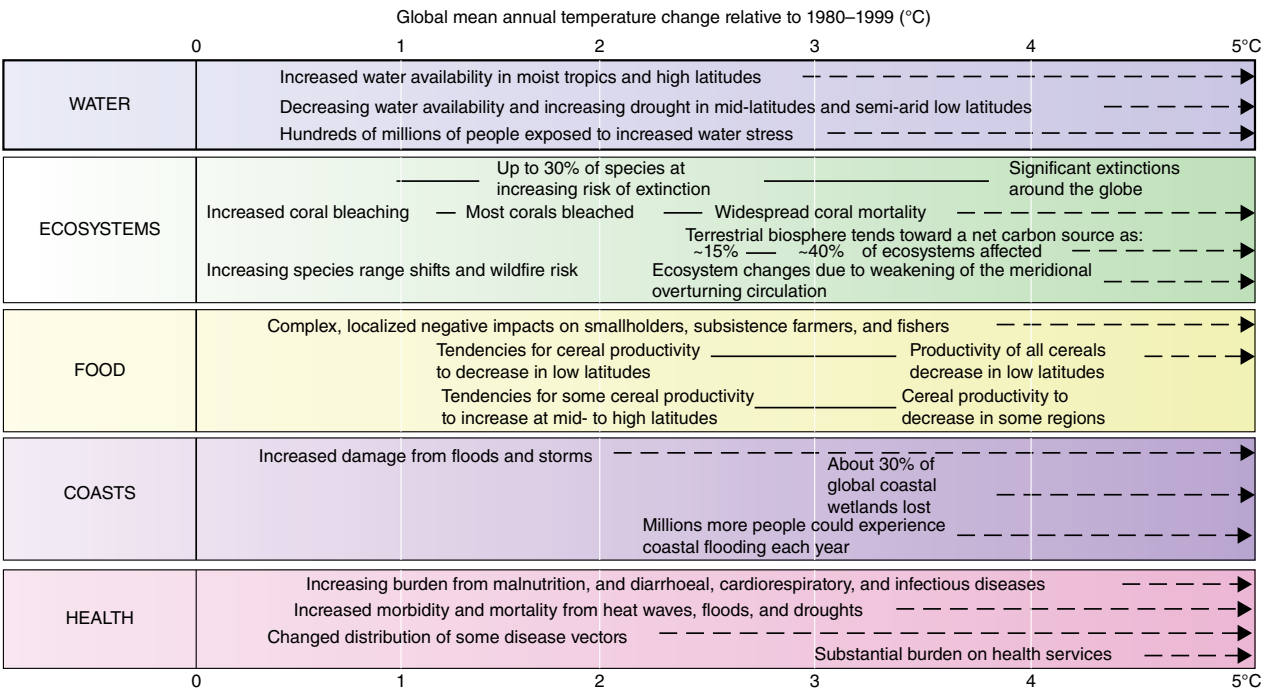 Global mean annual temperature change relative to 1980–1999 (°C)
0 1 2 3 4 5°C
WATER
Increased water availability in moist tropics and high latitudes
Decreasing water availability and increasing drought in mid-latitudes and semi-arid low latitudes
Hundreds of millions of people exposed to increased water stress
ECOSYSTEMS
Up to 30% of species at
increasing risk of extinction
Significant extinctions
around the globe
Increased coral bleaching
Most corals bleached
Widespread coral mortality
Terrestrial biosphere tends toward a net carbon source as:
~15% ~40% of ecosystems affected
Increasing species range shifts and wildfire risk
Ecosystem changes due to weakening of the meridional
overturning circulation
FOOD
Complex, localized negative impacts on smallholders, subsistence farmers, and fishers
Tendencies for cereal productivity
to decrease in low latitudes
Productivity of all cereals
decrease in low latitudes
Tendencies for some cereal productivity
to increase at mid- to high latitudes
Cereal productivity to
decrease in some regions
COASTS
Increased damage from floods and storms
About 30% of
global coastal
wetlands lost
Millions more people could experience
coastal flooding each year
HEALTH
Increasing burden from malnutrition, and diarrhoeal, cardiorespiratory, and infectious diseases
Increased morbidity and mortality from heat waves, floods, and droughts
Changed distribution of some disease vectors
Substantial burden on health services
0 1 2 3 4 5°C